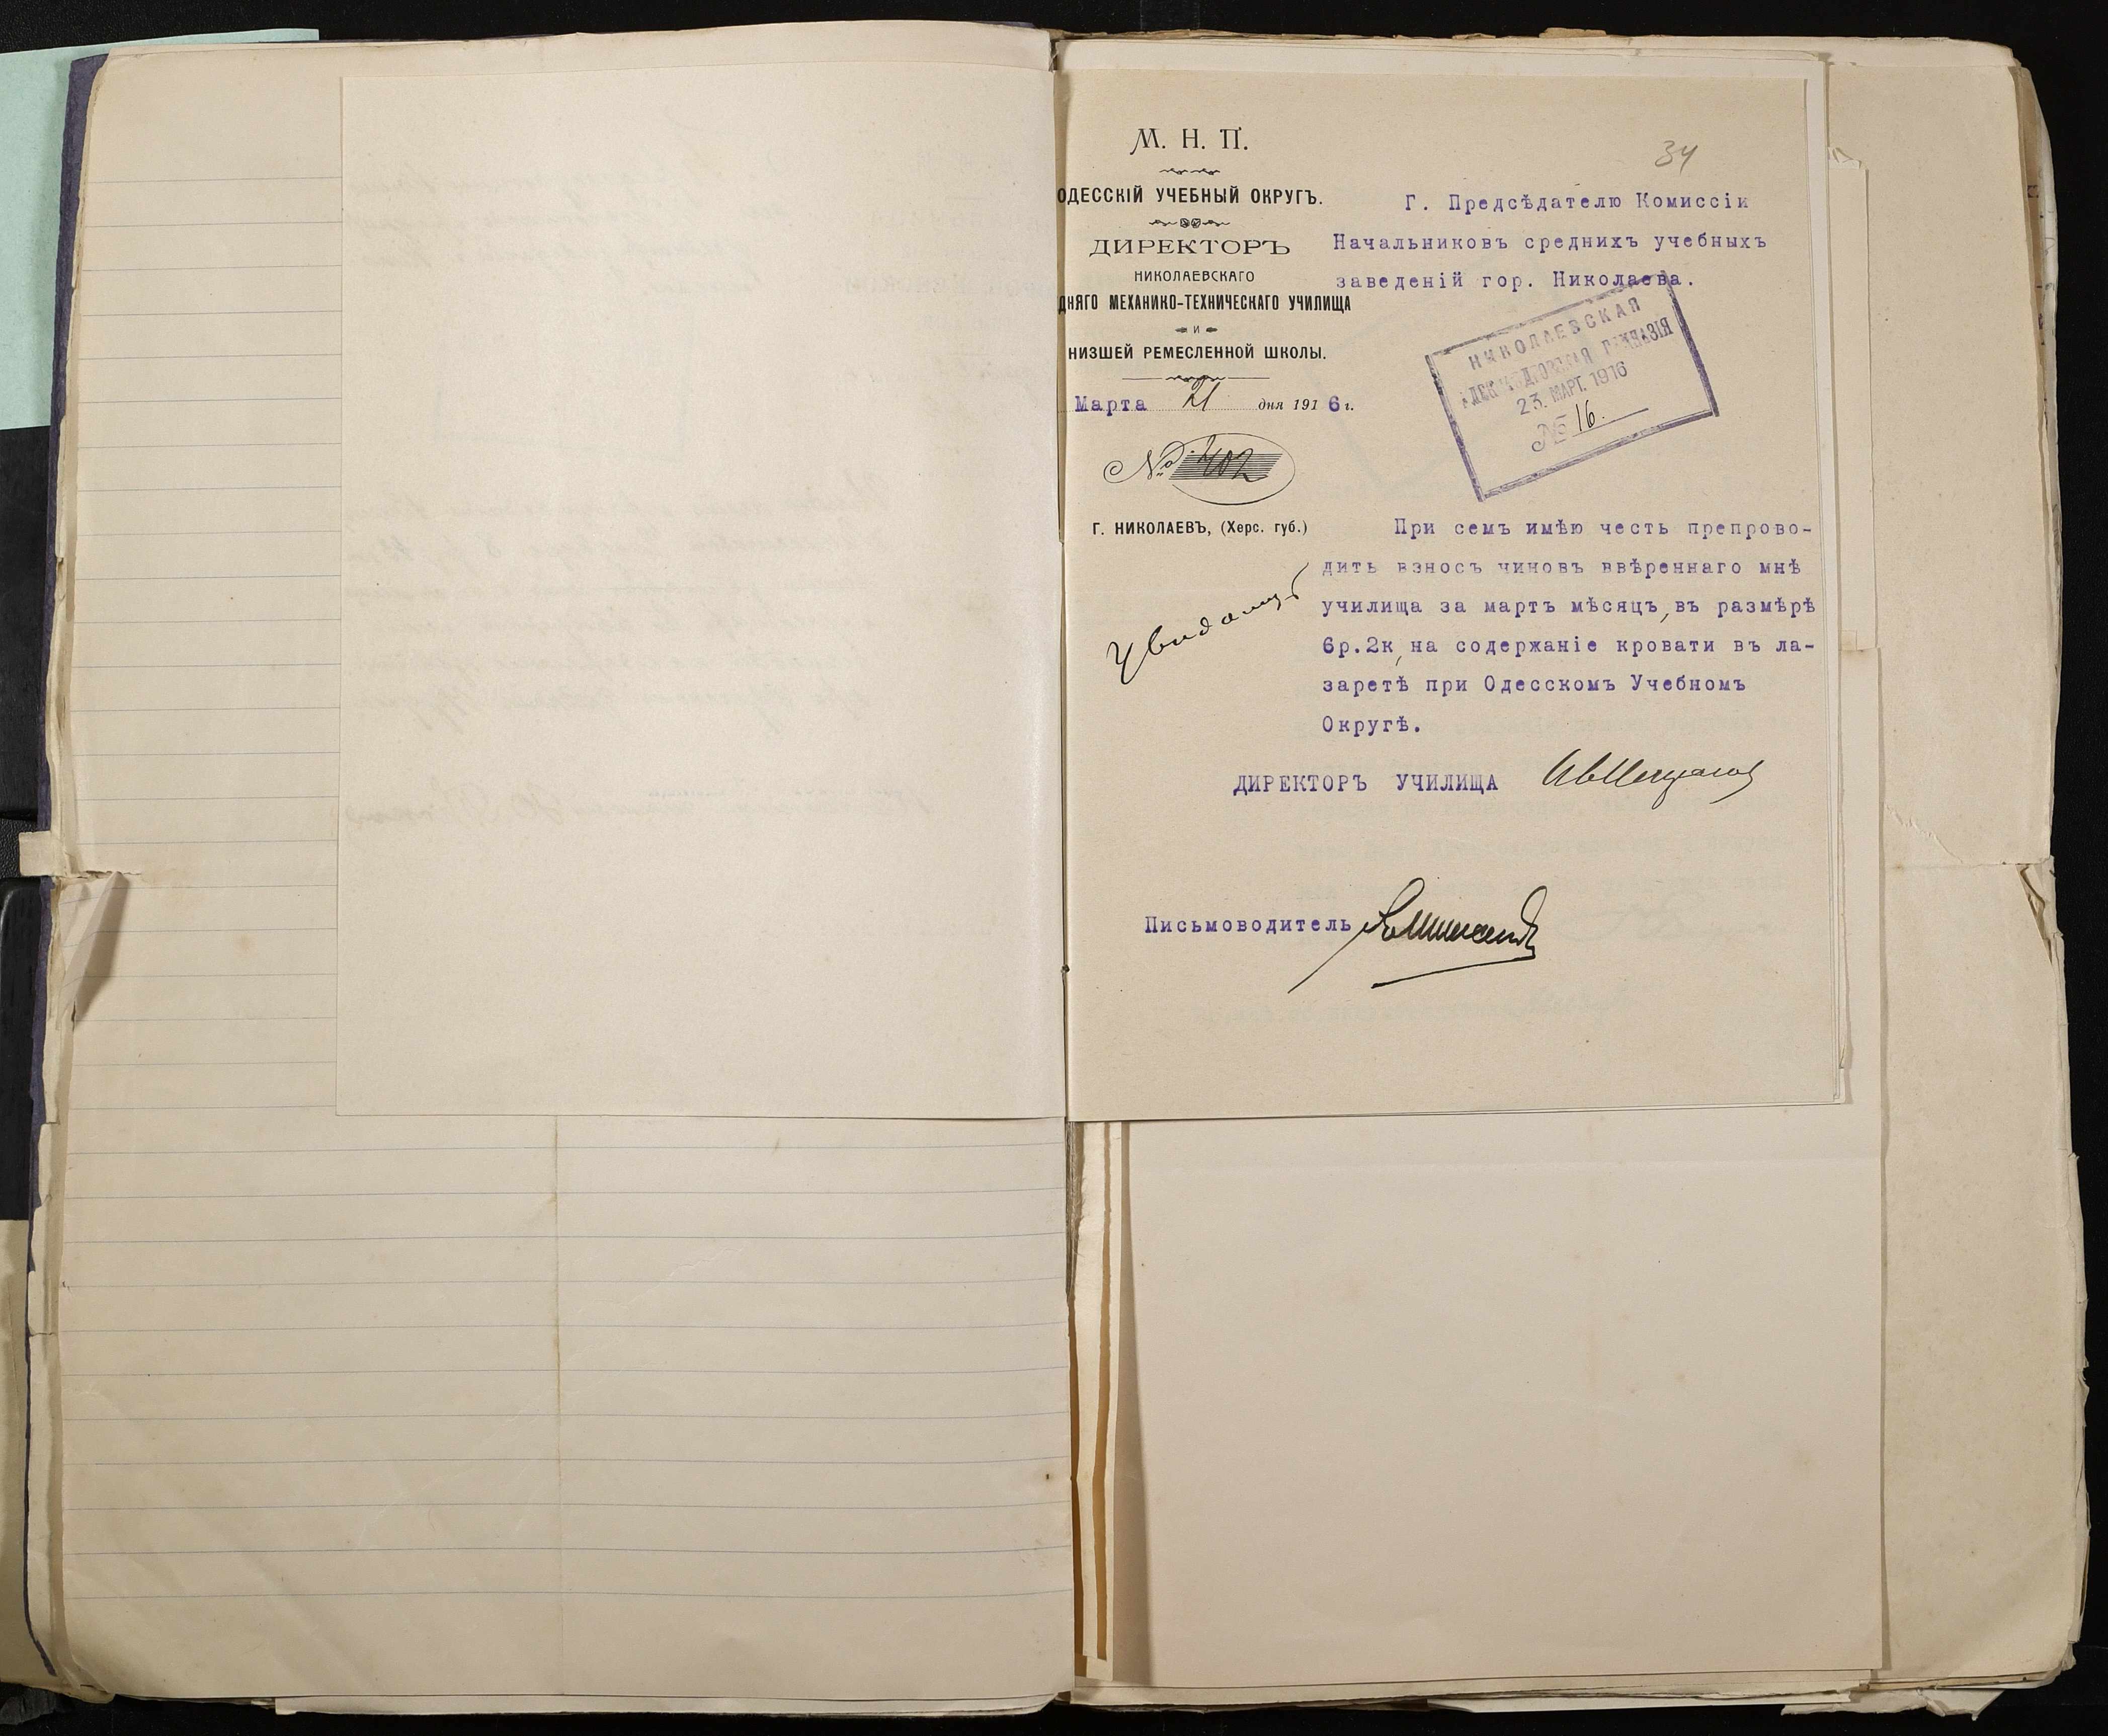 34
М. Н. П.
ОДЕССКІЙ УЧЕБНЫЙ ОКРУГЪ.
ДИРЕКТОРЪ
НИКОЛАЕВСКАГО
ДНЯГО МЕХАНИКО-ТЕХНИЧЕСКАГО УЧИЛИЩА
И
НИЗШЕЙ РЕМЕСЛЕННОЙ ШКОЛЫ.
Марта 21 дня 1916 г.
№ 402
Г. НИКОЛАЕВЪ, (Херс. губ.)
Г. Предсѣдателю Комиссіи
Начальниковъ среднихъ учебныхъ
заведеній гор. Николаева.
НИКОЛАЕВСКАЯ
ГИМНАЗІЯ
23. МАРТ. 1916
№ 16.
При семъ имѣю честь препрово-
дить взносъ чиновъ ввѣреннаго мнѣ
училища за мартъ мѣсяцъ, въ размѣрѣ
6р.2к, на содержаніе кровати въ ла-
заретѣ при Одесскомъ Учебномъ
Округѣ.
ДИРЕКТОРЪ УЧИЛИЩА
Письмоводитель